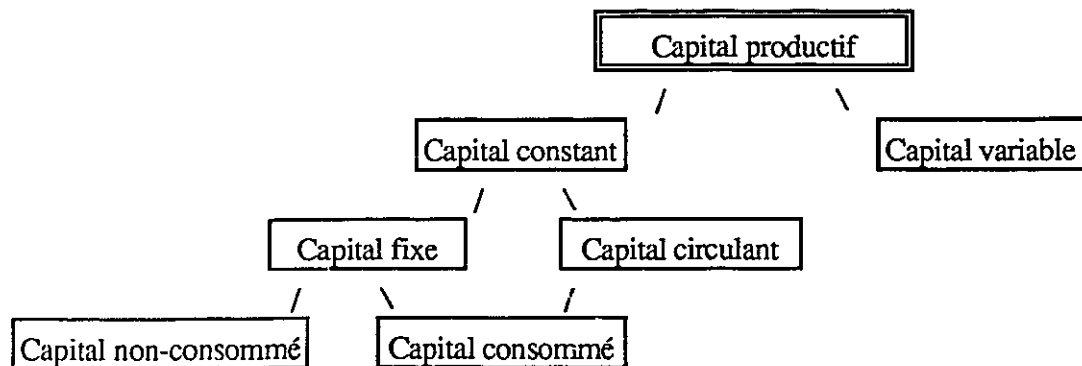 Capital productif
Capital constant
Capital variable
Capital fixe
Capital circulant
Capital non-consommé
Capital consommé